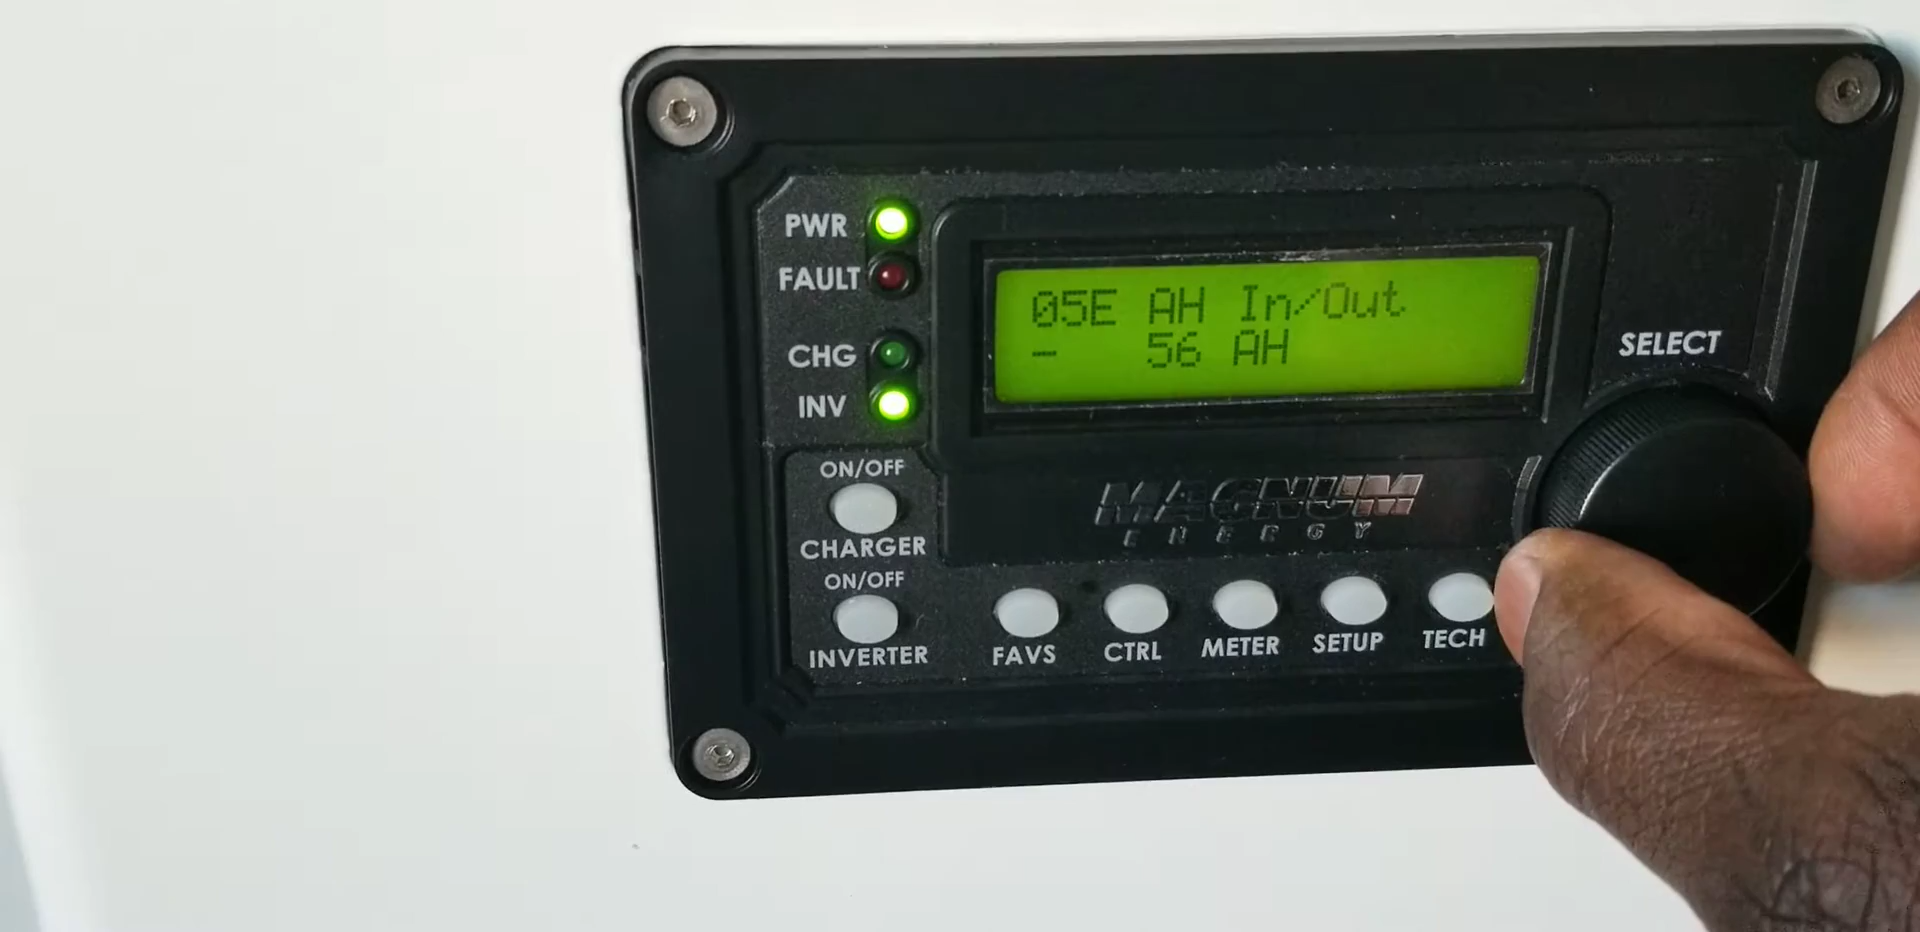 PWR
FAULT
CHG
INV
05E AH In/Out
- 56 AH
SELECT
ON/OFF
CHARGER
ON/OFF
INVERTER
MAGNUM
ENERGY
FAVS
CTRL
METER
SETUP
TECH